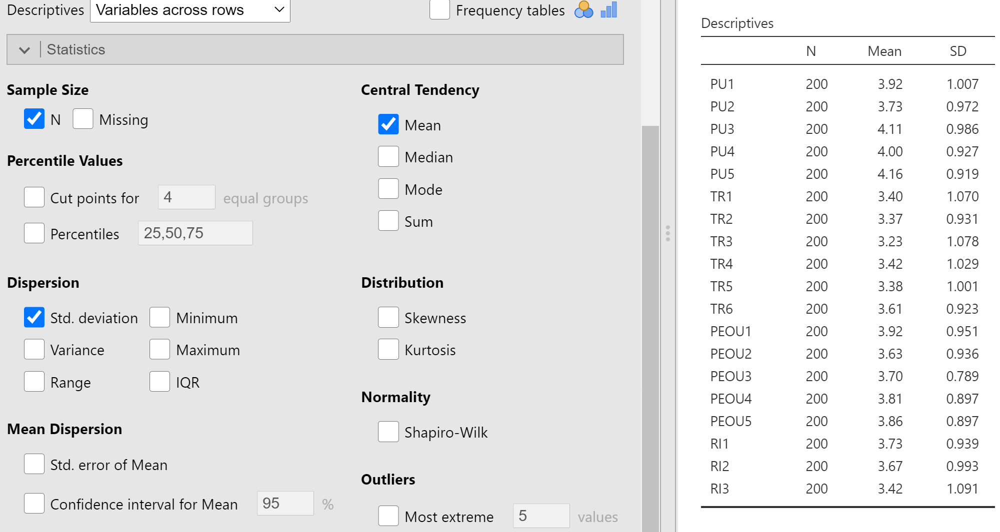 Descriptives Variables across rows Frequency tables
Statistics
Sample Size
N Missing
Percentile Values
Cut points for 4 equal groups
Percentiles 25,50,75
Central Tendency
Mean
Median
Mode
Sum
Dispersion
Std. deviation Minimum
Variance Maximum
Range IQR
Distribution
Skewness
Kurtosis
Mean Dispersion
Std. error of Mean
Confidence interval for Mean 95 %
Normality
Shapiro-Wilk
Outliers
Most extreme 5 values
Descriptives
N Mean SD
PU1 200 3.92 1.007
PU2 200 3.73 0.972
PU3 200 4.11 0.986
PU4 200 4.00 0.927
PU5 200 4.16 0.919
TR1 200 3.40 1.070
TR2 200 3.37 0.931
TR3 200 3.23 1.078
TR4 200 3.42 1.029
TR5 200 3.38 1.001
TR6 200 3.61 0.923
PEOU1 200 3.92 0.951
PEOU2 200 3.63 0.936
PEOU3 200 3.70 0.789
PEOU4 200 3.81 0.897
PEOU5 200 3.86 0.897
RI1 200 3.73 0.939
RI2 200 3.67 0.993
RI3 200 3.42 1.091